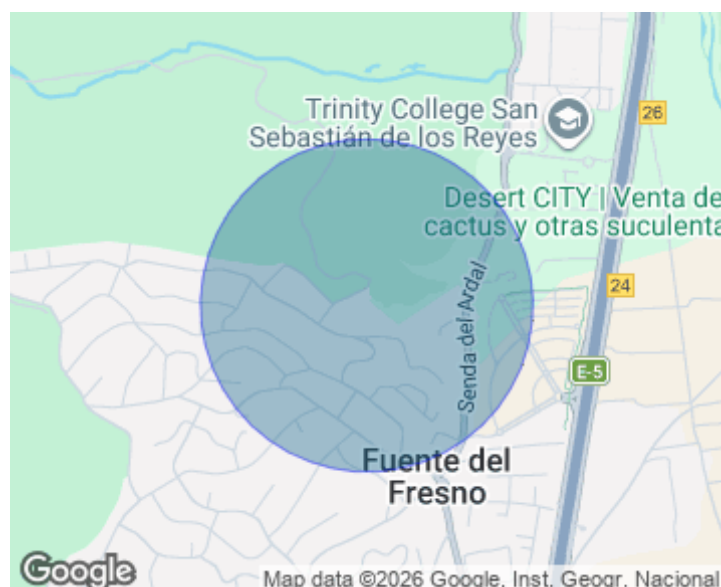 26
Trinity College San
Sebastián de los Reyes
Desert CITY | Venta de
cactus y otras suculenta
24
Senda del Ardal
E-5
Fuente del
Fresno
Google
Map data ©2026 Google, Inst. Geogr. Nacional